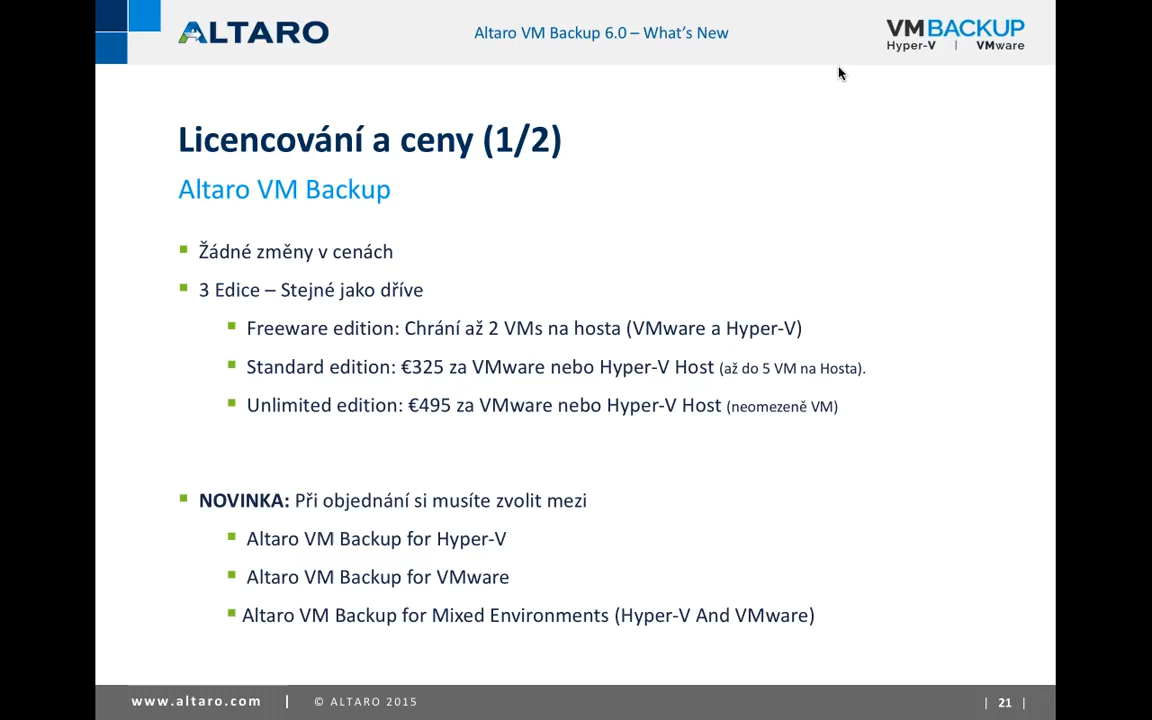 ALTARO
Altaro VM Backup 6.0 – What's New
VMBACKUP
Hyper-V | VMware
Licencování a ceny (1/2)
Altaro VM Backup
Žádné změny v cenách
3 Edice – Stejné jako dříve
Freeware edition: Chrání až 2 VMs na hosta (VMware a Hyper-V)
Standard edition: €325 za VMware nebo Hyper-V Host (až do 5 VM na Hosta).
Unlimited edition: €495 za VMware nebo Hyper-V Host (neomezeně VM)
NOVINKA: Při objednání si musíte zvolit mezi
Altaro VM Backup for Hyper-V
Altaro VM Backup for VMware
Altaro VM Backup for Mixed Environments (Hyper-V And VMware)
www.altaro.com | © ALTARO 2015 | 21 |